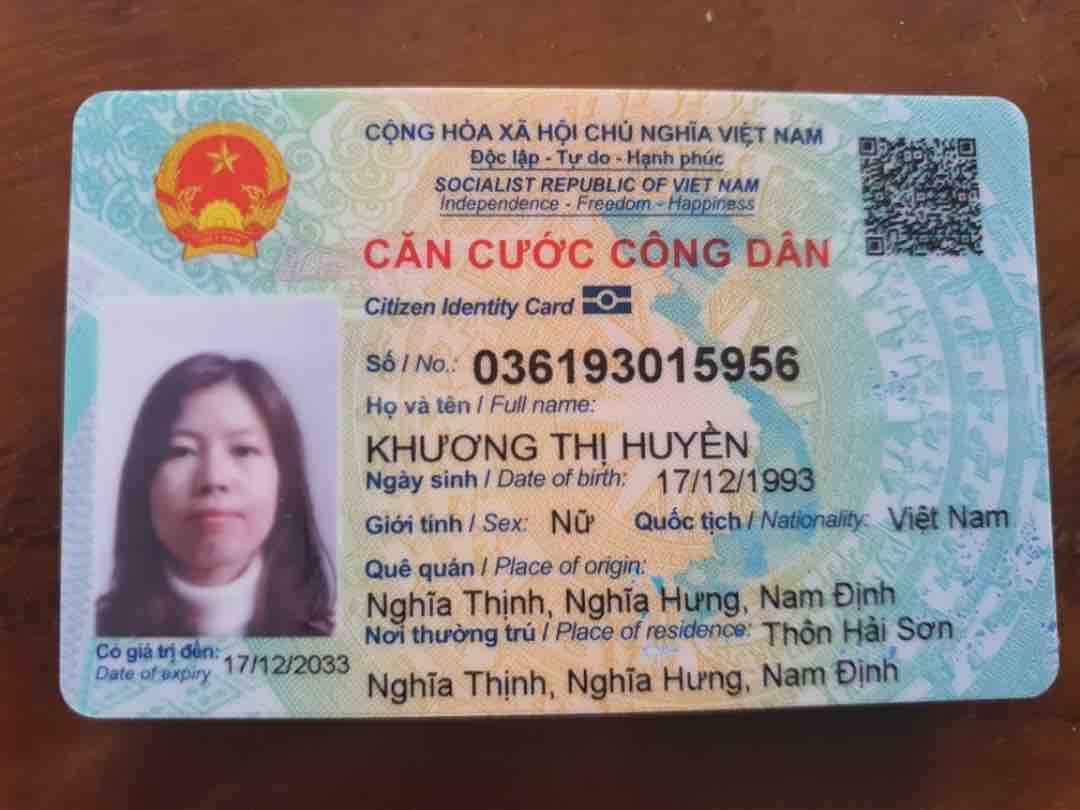 CỘNG HÒA XÃ HỘI CHỦ NGHĨA VIỆT NAM
Độc lập - Tự do - Hạnh phúc
SOCIALIST REPUBLIC OF VIET NAM
Independence - Freedom - Happiness
CĂN CƯỚC CÔNG DÂN
Citizen Identity Card
Số / No.: 036193015956
Họ và tên / Full name:
KHƯƠNG THỊ HUYỀN
Ngày sinh / Date of birth: 17/12/1993
Giới tính / Sex: Nữ Quốc tịch / Nationality: Việt Nam
Quê quán / Place of origin:
Nghĩa Thịnh, Nghĩa Hưng, Nam Định
Nơi thường trú / Place of residence: Thôn Hải Sơn
Nghĩa Thịnh, Nghĩa Hưng, Nam Định
Có giá trị đến: 17/12/2033
Date of expiry